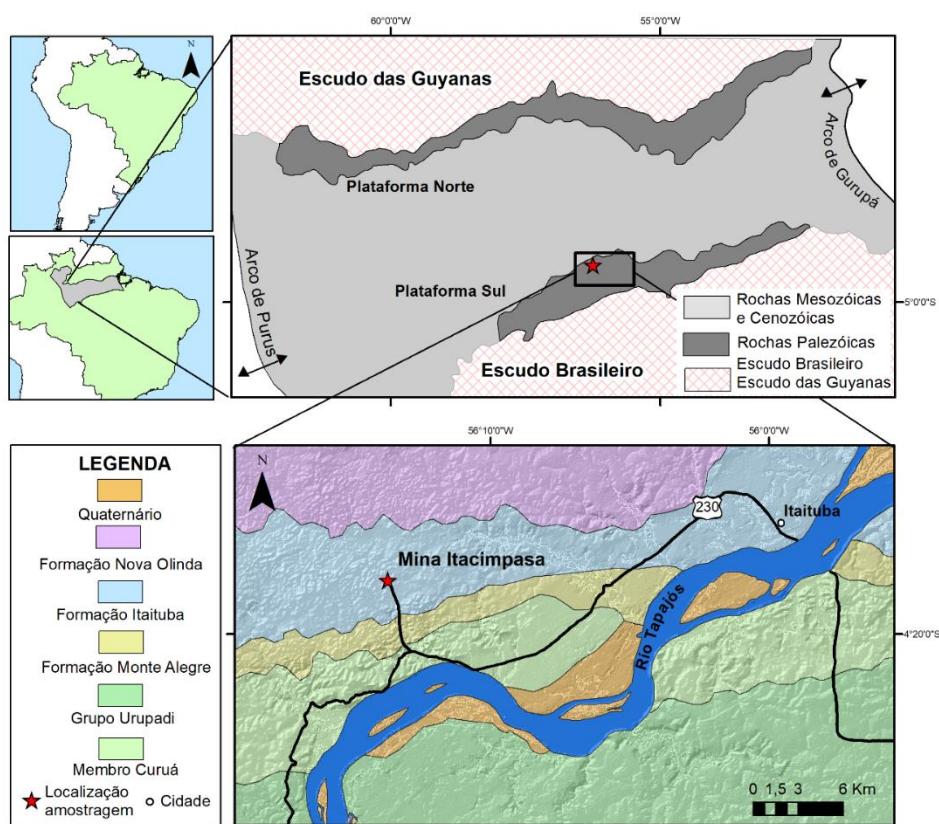 60°0'0"W
55°0'0"W
N
Escudo das Guyanas
Arco de Gurupá
Plataforma Norte
Arco de Purus
Plataforma Sul
5°0'0"S
Escudo Brasileiro
Rochas Mesozóicas
e Cenozóicas
Rochas Palezóicas
Escudo Brasileiro
Escudo das Guyanas
56°10'0"W
56°0'0"W
LEGENDA
Quaternário
Formação Nova Olinda
Formação Itaituba
Formação Monte Alegre
Grupo Urupadi
Membro Curuá
Localização
amostragem
Cidade
N
230
Itaituba
Mina Itacimpasa
Rio Tapajós
4°20'0"S
0 1,5 3 6 Km